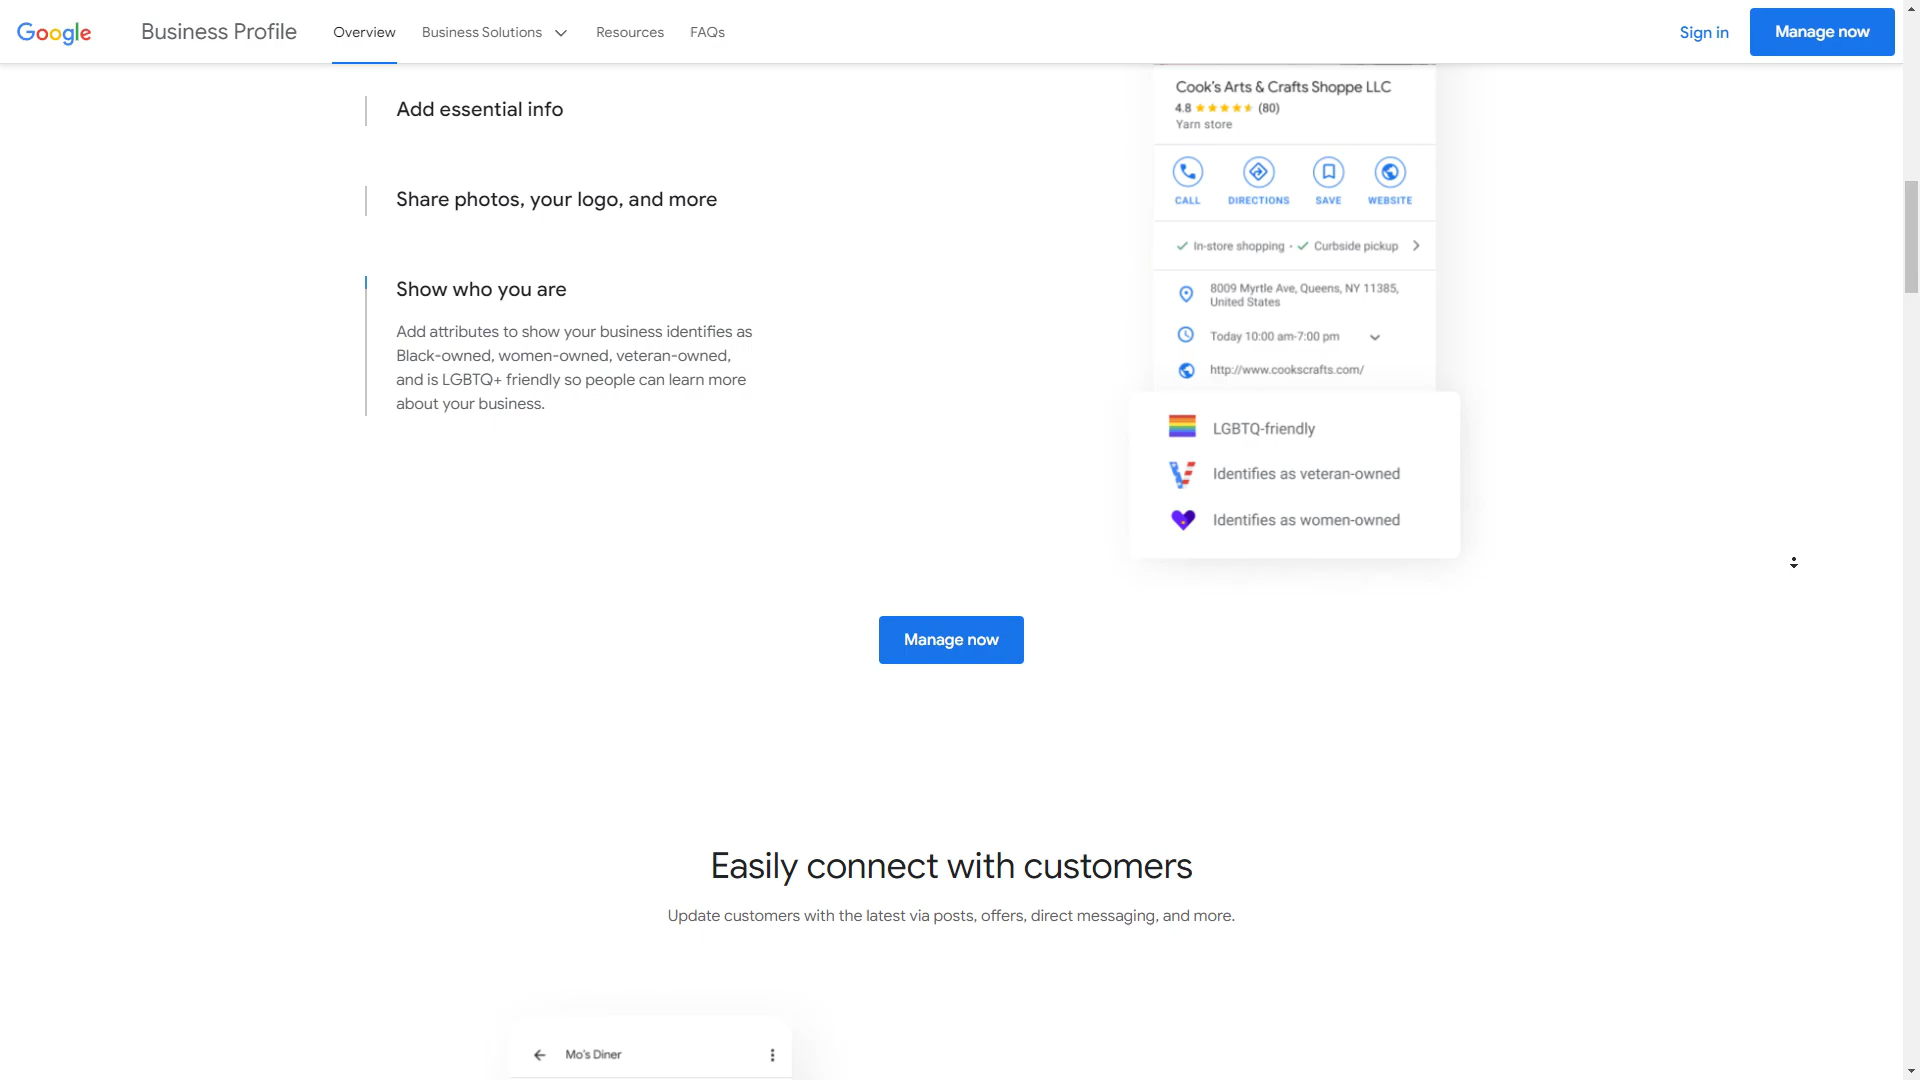 Google
Business Profile
Overview
Business Solutions
Resources
FAQs
Sign in
Manage now
Add essential info
Share photos, your logo, and more
Show who you are
Add attributes to show your business identifies as
Black-owned, women-owned, veteran-owned,
and is LGBTQ+ friendly so people can learn more
about your business.
Cook's Arts & Crafts Shoppe LLC
4.8 (80)
Yarn store
CALL
DIRECTIONS
SAVE
WEBSITE
In-store shopping · Curbside pickup
8009 Myrtle Ave, Queens, NY 11385,
United States
Today 10:00 am-7:00 pm
http://www.cookscrafts.com/
LGBTQ-friendly
Identifies as veteran-owned
Identifies as women-owned
Manage now
Easily connect with customers
Update customers with the latest via posts, offers, direct messaging, and more.
Mo's Diner